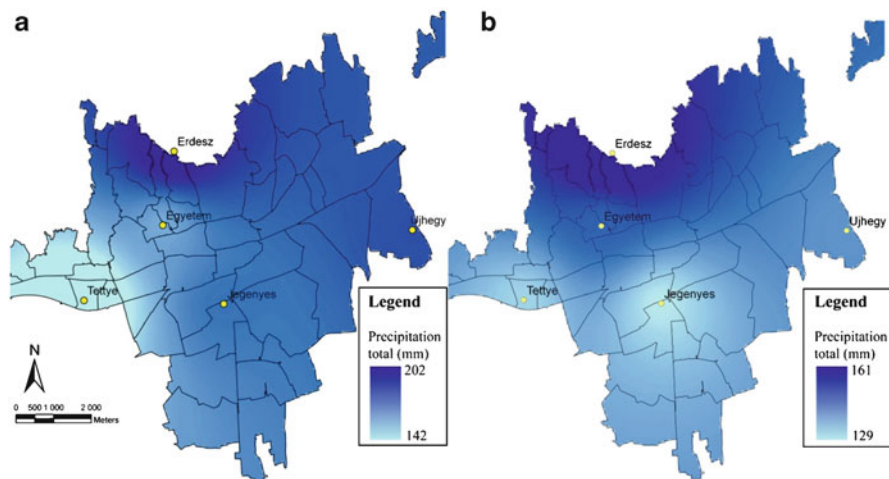 a
Erdesz
Egyetem
Ujhegy
Tettye
Jegenyes
N
0 500 1 000 2 000
Meters
Legend
Precipitation
total (mm)
202
142
b
Erdesz
Egyetem
Ujhegy
Tettye
Jegenyes
Legend
Precipitation
total (mm)
161
129